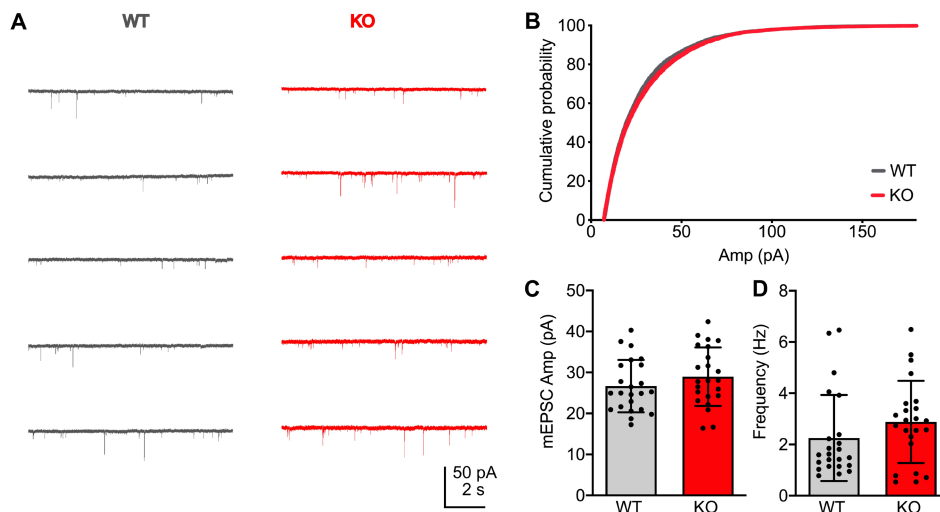 A
WT
KO
50 pA
2 s
B
Cumulative probability
100
80
60
40
20
0
0
50
100
150
Amp (pA)
WT
KO
C
mEPSC Amp (pA)
50
40
30
20
10
0
WT
KO
D
Frequency (Hz)
8
6
4
2
0
WT
KO